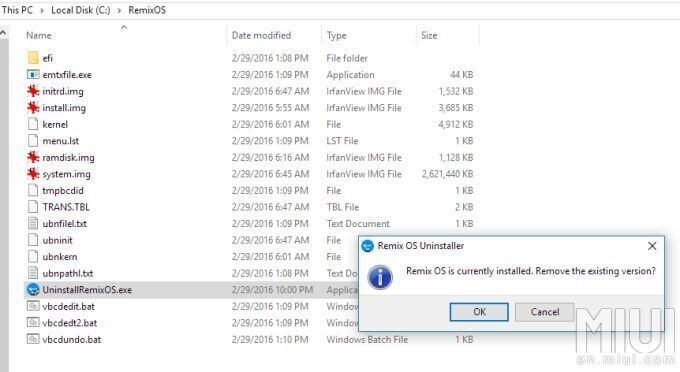 This PC > Local Disk (C:) > RemixOS
Name Date modified Type Size
efi 2/29/2016 1:08 PM File folder
emtxfile.exe 2/29/2016 1:09 PM Application 44 KB
initrd.img 2/29/2016 6:47 AM IrfanView IMG File 1,532 KB
install.img 2/29/2016 5:55 AM IrfanView IMG File 3,685 KB
kernel 2/29/2016 6:01 AM File 4,912 KB
menu.lst 2/29/2016 1:09 PM LST File 1 KB
ramdisk.img 2/29/2016 6:16 AM IrfanView IMG File 1,128 KB
system.img 2/29/2016 6:45 AM IrfanView IMG File 2,621,440 KB
tmpbcdid 2/29/2016 1:09 PM File 1 KB
TRANS.TBL 2/29/2016 6:47 AM TBL File 2 KB
ubnfilel.txt 2/29/2016 1:09 PM Text Document 1 KB
ubninit 2/29/2016 6:47 AM File
ubnkern 2/29/2016 6:01 AM File
ubnpathl.txt 2/29/2016 1:08 PM Text Do
UninstallRemixOS.exe 2/29/2016 10:00 PM Applic
vbcdedit.bat 2/29/2016 1:09 PM Window
vbcdedt2.bat 2/29/2016 1:09 PM Window
vbcdundo.bat 2/29/2016 1:10 PM Windows Batch File 1 KB
Remix OS Uninstaller
Remix OS is currently installed. Remove the existing version?
OK Cancel
MIUI
en.miui.com